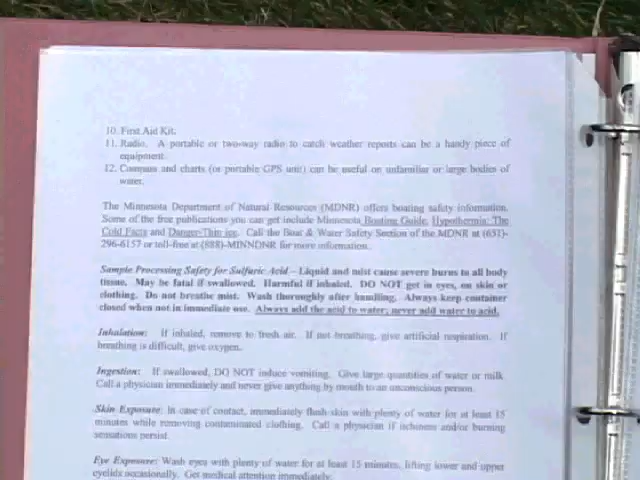 10. First Aid Kit.
11. Radio. A portable or two-way radio to catch weather reports can be a handy piece of
equipment.
12. Compass and charts (or portable GPS unit) can be useful on unfamiliar or large bodies of
water.
The Minnesota Department of Natural Resources (MDNR) offers boating safety information.
Some of the free publications you can get include Minnesota Boating Guide, Hypothermia: The
Cold Facts and Danger-Thin ice. Call the Boat & Water Safety Section of the MDNR at (651)-
296-6157 or toll-free at (888)-MINNDNR for more information.
Sample Processing Safety for Sulfuric Acid – Liquid and mist cause severe burns to all body
tissue. May be fatal if swallowed. Harmful if inhaled. DO NOT get in eyes, on skin or
clothing. Do not breathe mist. Wash thoroughly after handling. Always keep container
closed when not in immediate use. Always add the acid to water; never add water to acid.
Inhalation: If inhaled, remove to fresh air. If not breathing, give artificial respiration. If
breathing is difficult, give oxygen.
Ingestion: If swallowed, DO NOT induce vomiting. Give large quantities of water or milk.
Call a physician immediately and never give anything by mouth to an unconscious person.
Skin Exposure: In case of contact, immediately flush skin with plenty of water for at least 15
minutes while removing contaminated clothing. Call a physician if itchiness and/or burning
sensations persist.
Eye Exposure: Wash eyes with plenty of water for at least 15 minutes, lifting lower and upper
eyelids occasionally. Get medical attention immediately.